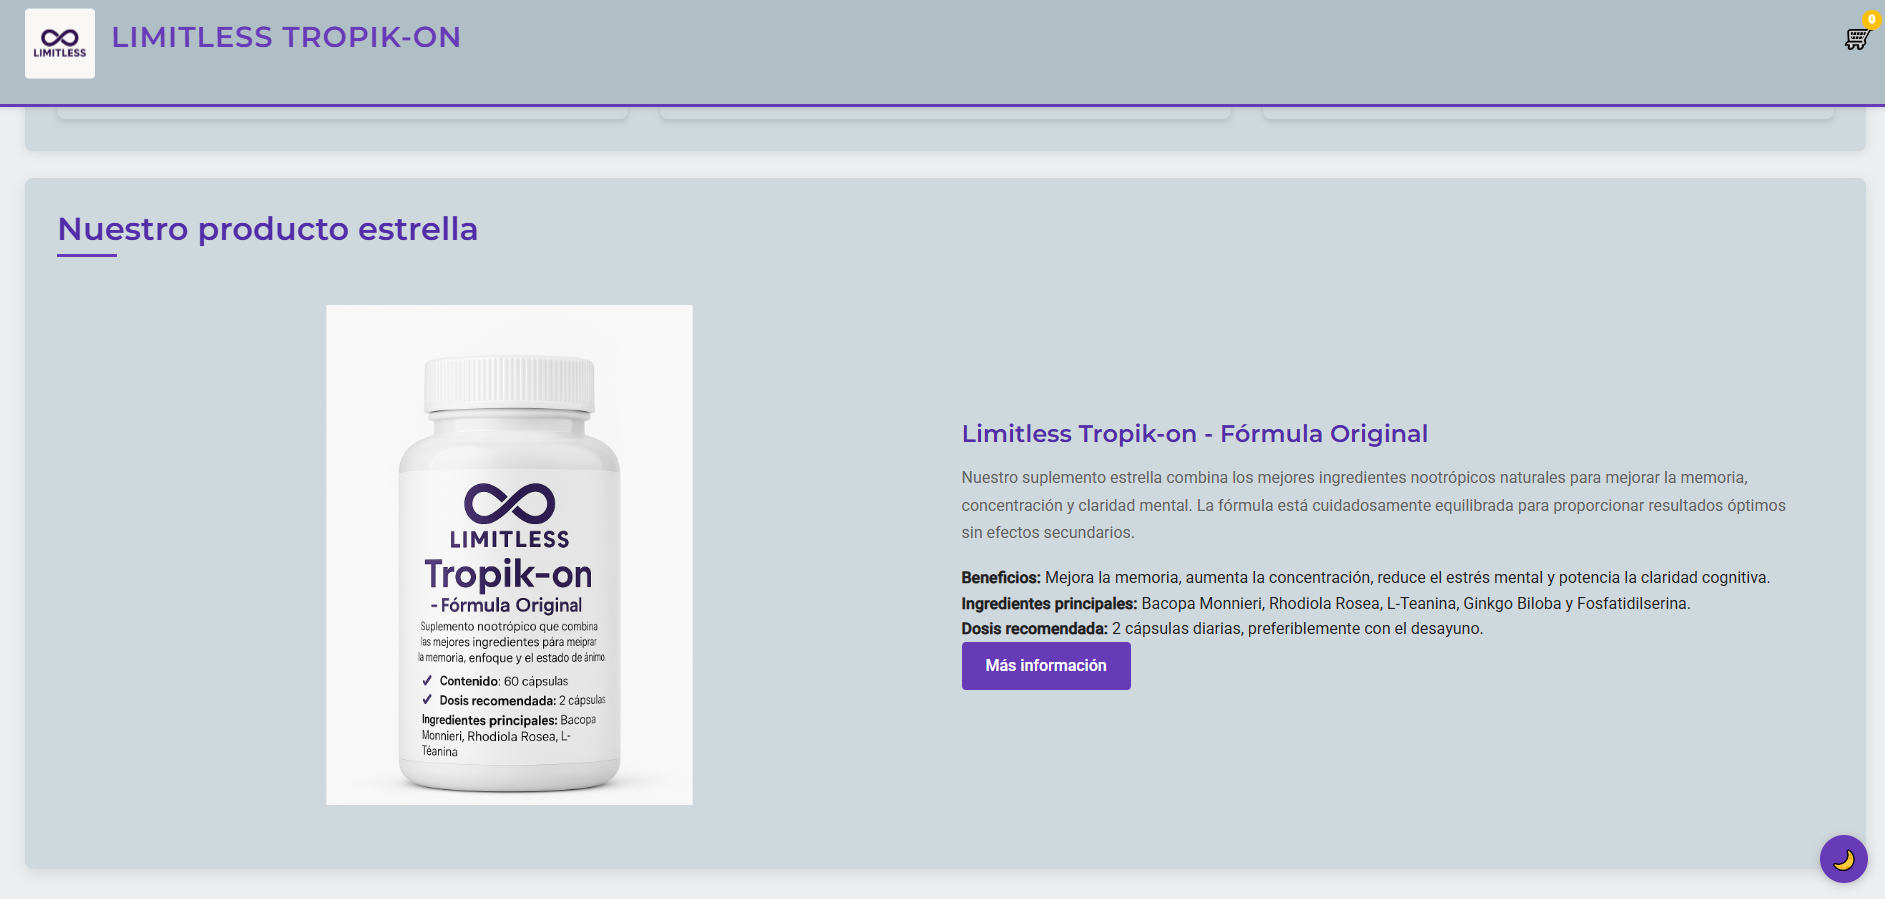 LIMITLESS
LIMITLESS TROPIK-ON
0
Nuestro producto estrella
LIMITLESS
Tropik-on
- Fórmula Original
Suplemento nootrópico que combina
las mejores ingredientes pára meiprar
la memoria, enfoque y el estado de ánimo.
✓ Contenido: 60 cápsulas
✓ Dosis recomendada: 2 cápsulas
Ingredientes principales: Bacopa
Monnieri, Rhodiola Rosea, L-
Téanina
Limitless Tropik-on - Fórmula Original
Nuestro suplemento estrella combina los mejores ingredientes nootrópicos naturales para mejorar la memoria,
concentración y claridad mental. La fórmula está cuidadosamente equilibrada para proporcionar resultados óptimos
sin efectos secundarios.
Beneficios: Mejora la memoria, aumenta la concentración, reduce el estrés mental y potencia la claridad cognitiva.
Ingredientes principales: Bacopa Monnieri, Rhodiola Rosea, L-Teanina, Ginkgo Biloba y Fosfatidilserina.
Dosis recomendada: 2 cápsulas diarias, preferiblemente con el desayuno.
Más información